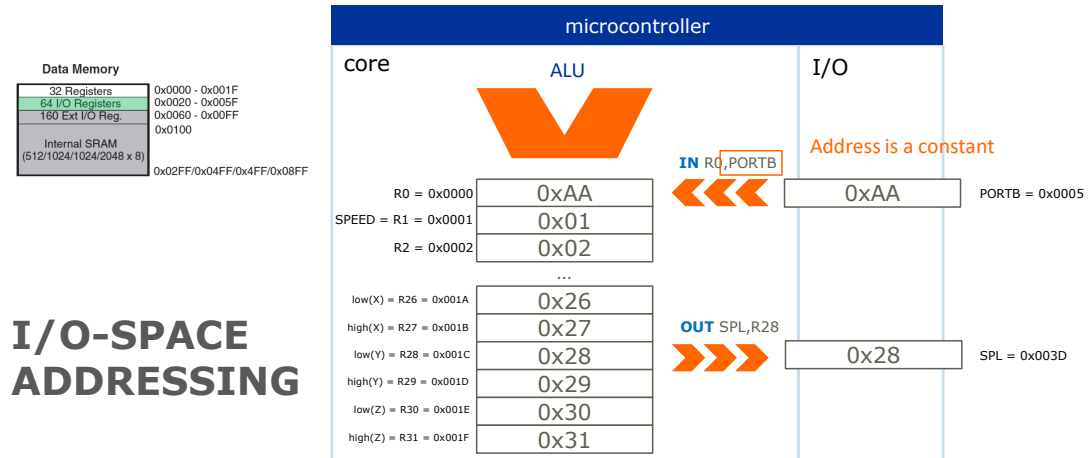 microcontroller
core
ALU
I/O
Data Memory
32 Registers 0x0000 - 0x001F
64 I/O Registers 0x0020 - 0x005F
160 Ext I/O Reg. 0x0060 - 0x00FF
0x0100
Internal SRAM
(512/1024/1024/2048 x 8)
0x02FF/0x04FF/0x4FF/0x08FF
Address is a constant
IN R0,PORTB
R0 = 0x0000 0xAA 0xAA PORTB = 0x0005
SPEED = R1 = 0x0001 0x01
R2 = 0x0002 0x02
...
low(X) = R26 = 0x001A 0x26
high(X) = R27 = 0x001B 0x27
OUT SPL,R28
low(Y) = R28 = 0x001C 0x28 0x28 SPL = 0x003D
high(Y) = R29 = 0x001D 0x29
low(Z) = R30 = 0x001E 0x30
high(Z) = R31 = 0x001F 0x31
I/O-SPACE
ADDRESSING